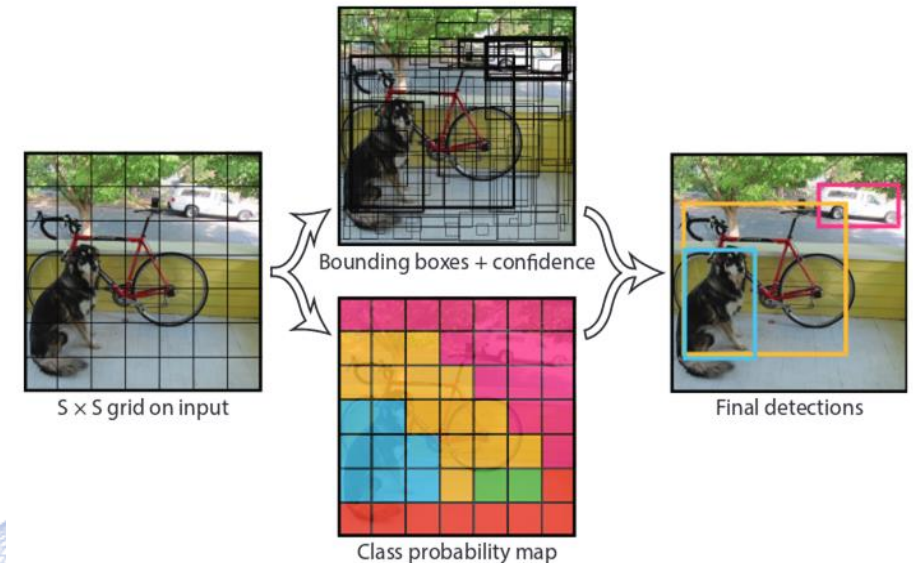 S × S grid on input
Bounding boxes + confidence
Class probability map
Final detections